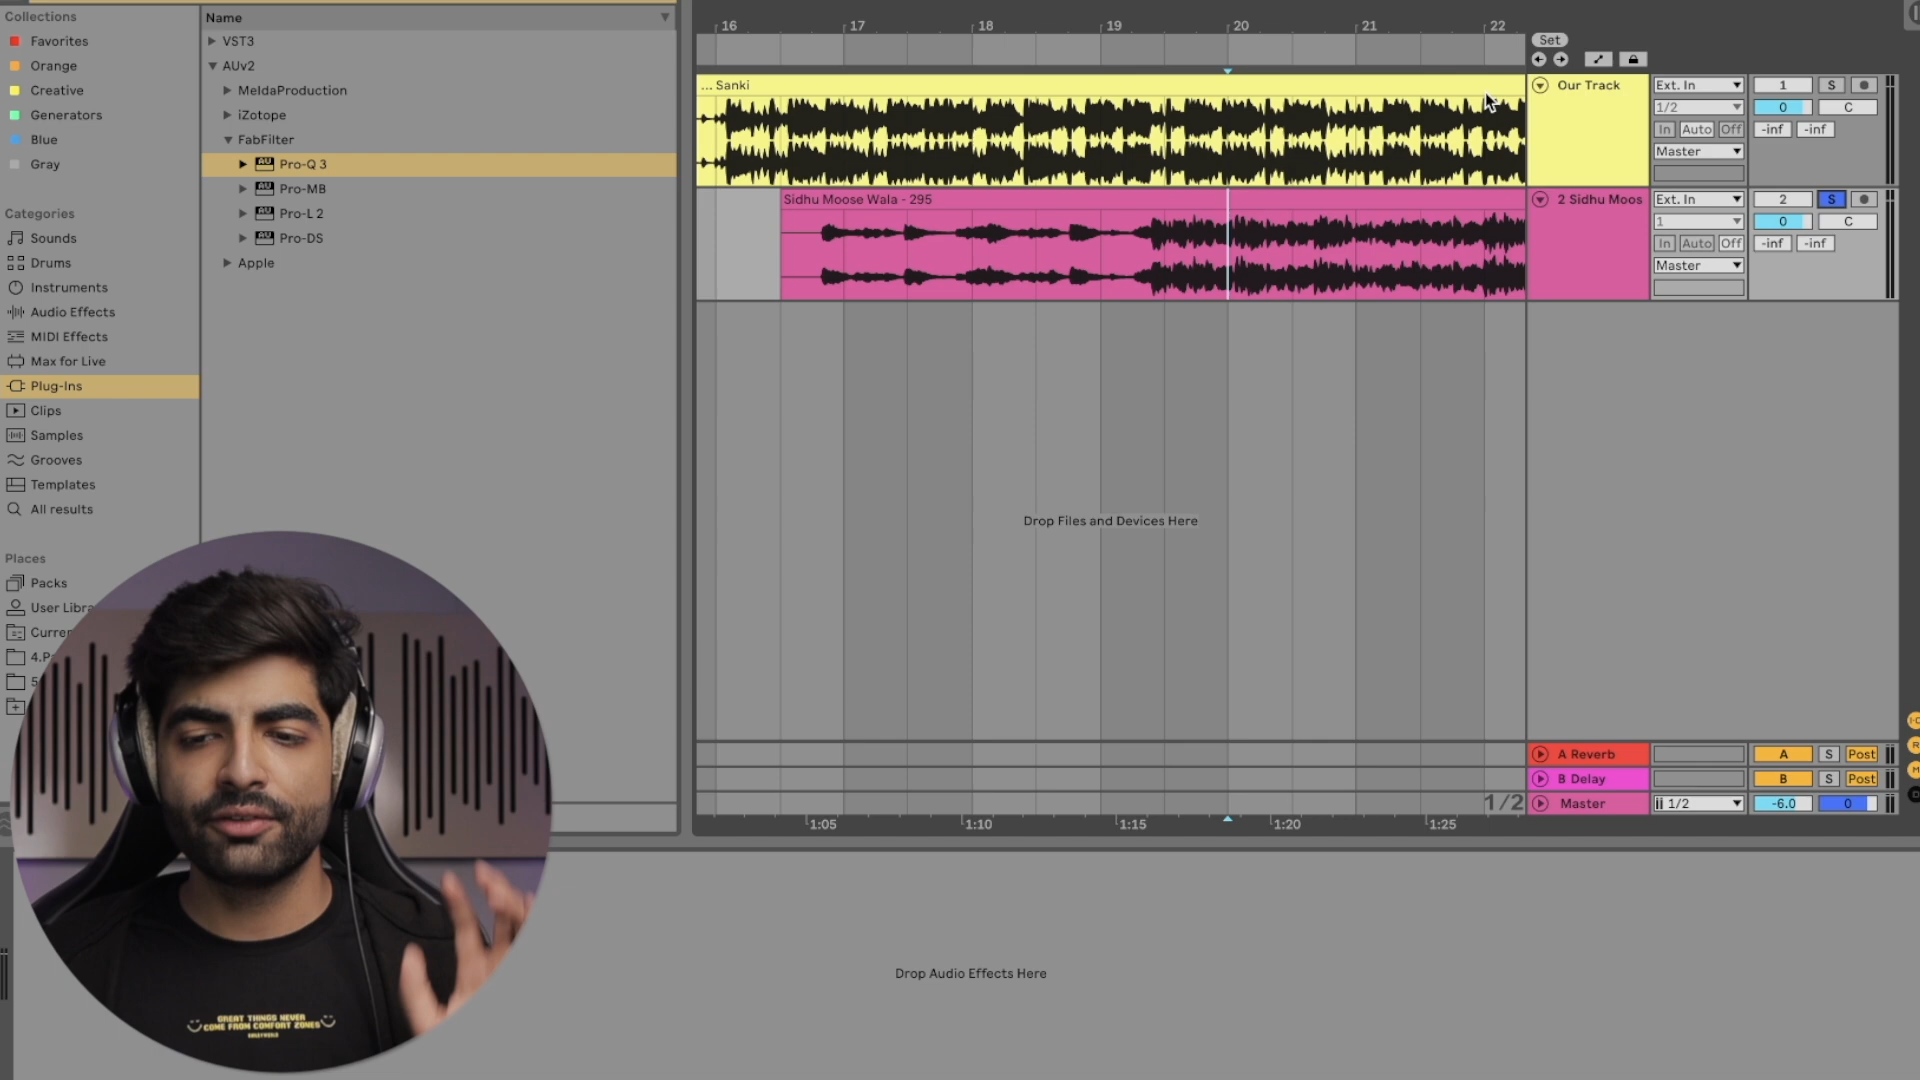 Collections
Favorites
Orange
Creative
Generators
Blue
Gray
Categories
Sounds
Drums
Instruments
Audio Effects
MIDI Effects
Max for Live
Plug-Ins
Clips
Samples
Grooves
Templates
All results
Places
Packs
User Libra
Curren
4.P
5
Name
VST3
AUv2
MeldaProduction
iZotope
FabFilter
Pro-Q 3
Pro-MB
Pro-L 2
Pro-DS
Apple
16 17 18 19 20 21 22
Set
... Sanki
Our Track
Ext. In 1 S
1/2 0 C
In Auto Off -inf -inf
Master
Sidhu Moose Wala - 295
2 Sidhu Moos
Ext. In 2 S
1 0 C
In Auto Off -inf -inf
Master
Drop Files and Devices Here
A Reverb A S Post
B Delay B S Post
1/2 Master 1/2 -6.0 0
1:05 1:10 1:15 1:20 1:25
Drop Audio Effects Here
GREAT THINGS NEVER
COME FROM COMFORT ZONES